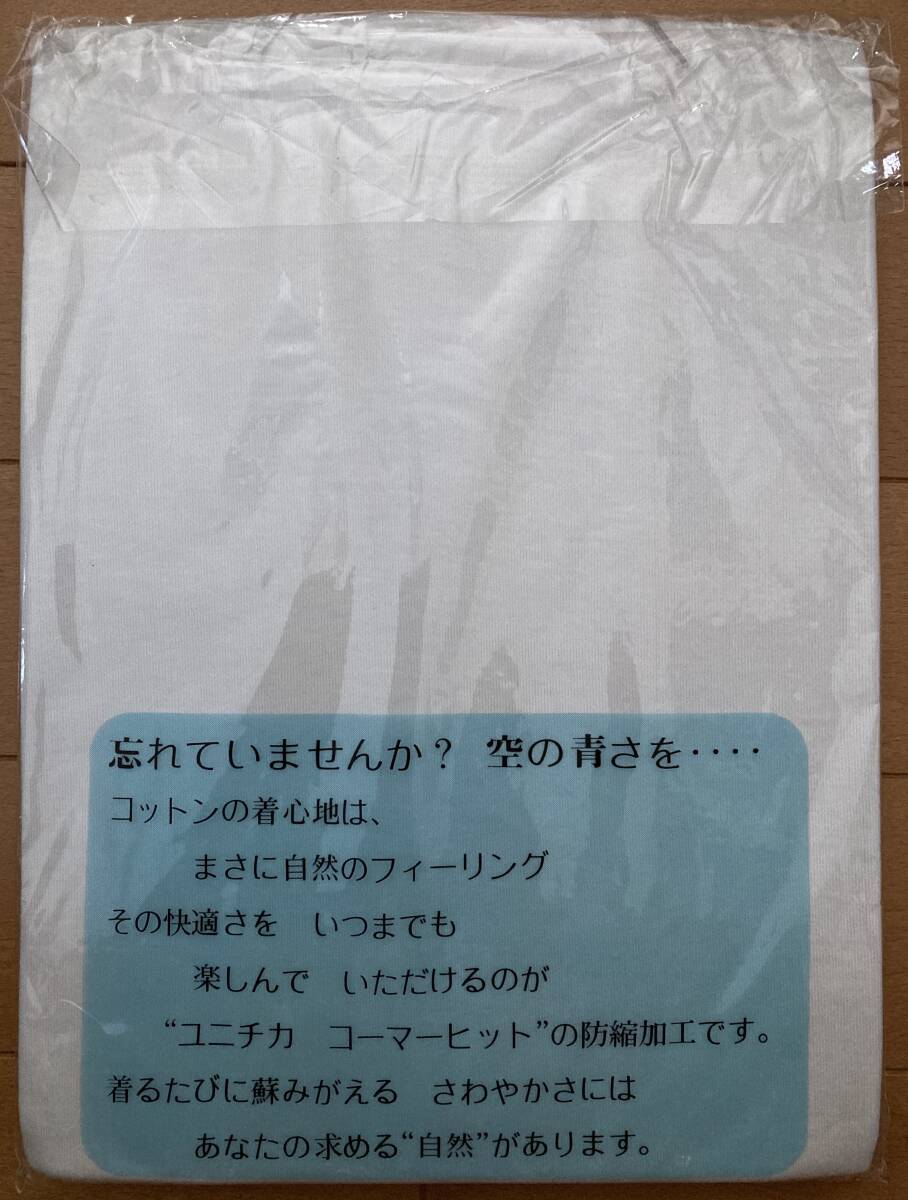 忘れていませんか？　空の青さを‥‥
コットンの着心地は、
まさに自然のフィーリング
その快適さを　いつまでも
楽しんで　いただけるのが
“ユニチカ　コーマーヒット”の防縮加工です。
着るたびに蘇みがえる　さわやかさには
あなたの求める“自然”があります。